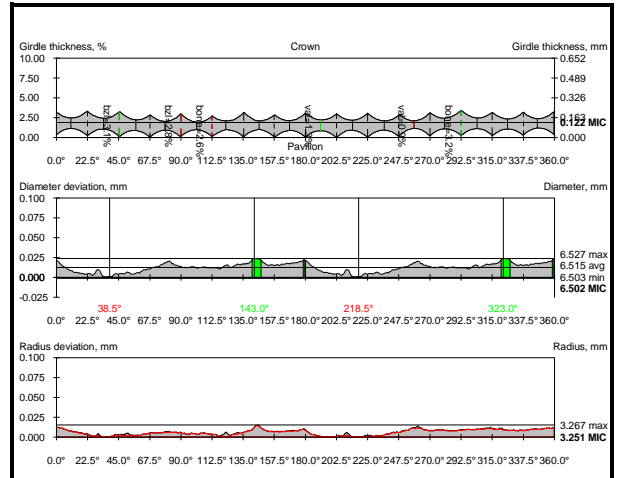 Girdle thickness, % Crown Girdle thickness, mm
10.00 0.652
7.50 0.489
5.00 0.326
2.50 0.163
0.122 MIC
0.00 0.000
Pavilion
0.0° 22.5° 45.0° 67.5° 90.0° 112.5° 135.0° 157.5° 180.0° 202.5° 225.0° 247.5° 270.0° 292.5° 315.0° 337.5° 360.0°
Diameter deviation, mm Diameter, mm
0.100
0.075
0.050
0.025 6.527 max
6.515 avg
0.000 6.503 min
6.502 MIC
-0.025
38.5° 143.0° 218.5° 323.0°
0.0° 22.5° 45.0° 67.5° 90.0° 112.5° 135.0° 157.5° 180.0° 202.5° 225.0° 247.5° 270.0° 292.5° 315.0° 337.5° 360.0°
Radius deviation, mm Radius, mm
0.100
0.075
0.050
0.025
3.267 max
0.000 3.251 MIC
0.0° 22.5° 45.0° 67.5° 90.0° 112.5° 135.0° 157.5° 180.0° 202.5° 225.0° 247.5° 270.0° 292.5° 315.0° 337.5° 360.0°